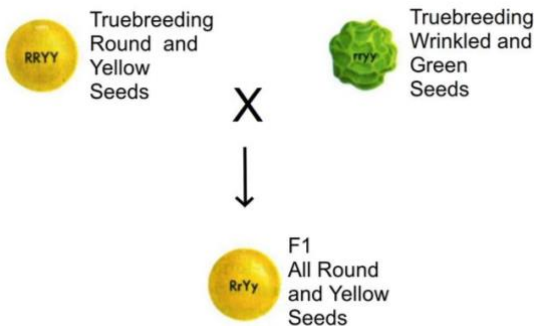 RRYY
Truebreeding
Round and
Yellow
Seeds
rryy
Truebreeding
Wrinkled and
Green
Seeds
X
RrYy
F1
All Round
and Yellow
Seeds